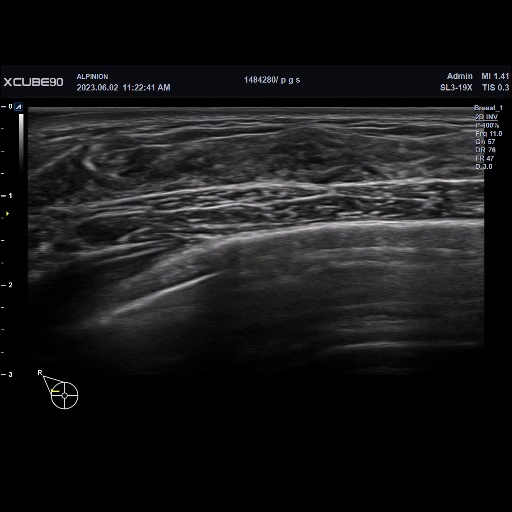 XCUBE90
ALPINION
2023.06.02 11:22:41 AM
1484280/ p g s
Admin MI 1.41
SL3-19X TIS 0.3
Breast_1
2D INV
P 100%
Frq 11.0
Gn 57
DR 76
FR 47
D 3.0
0
1
2
3
R